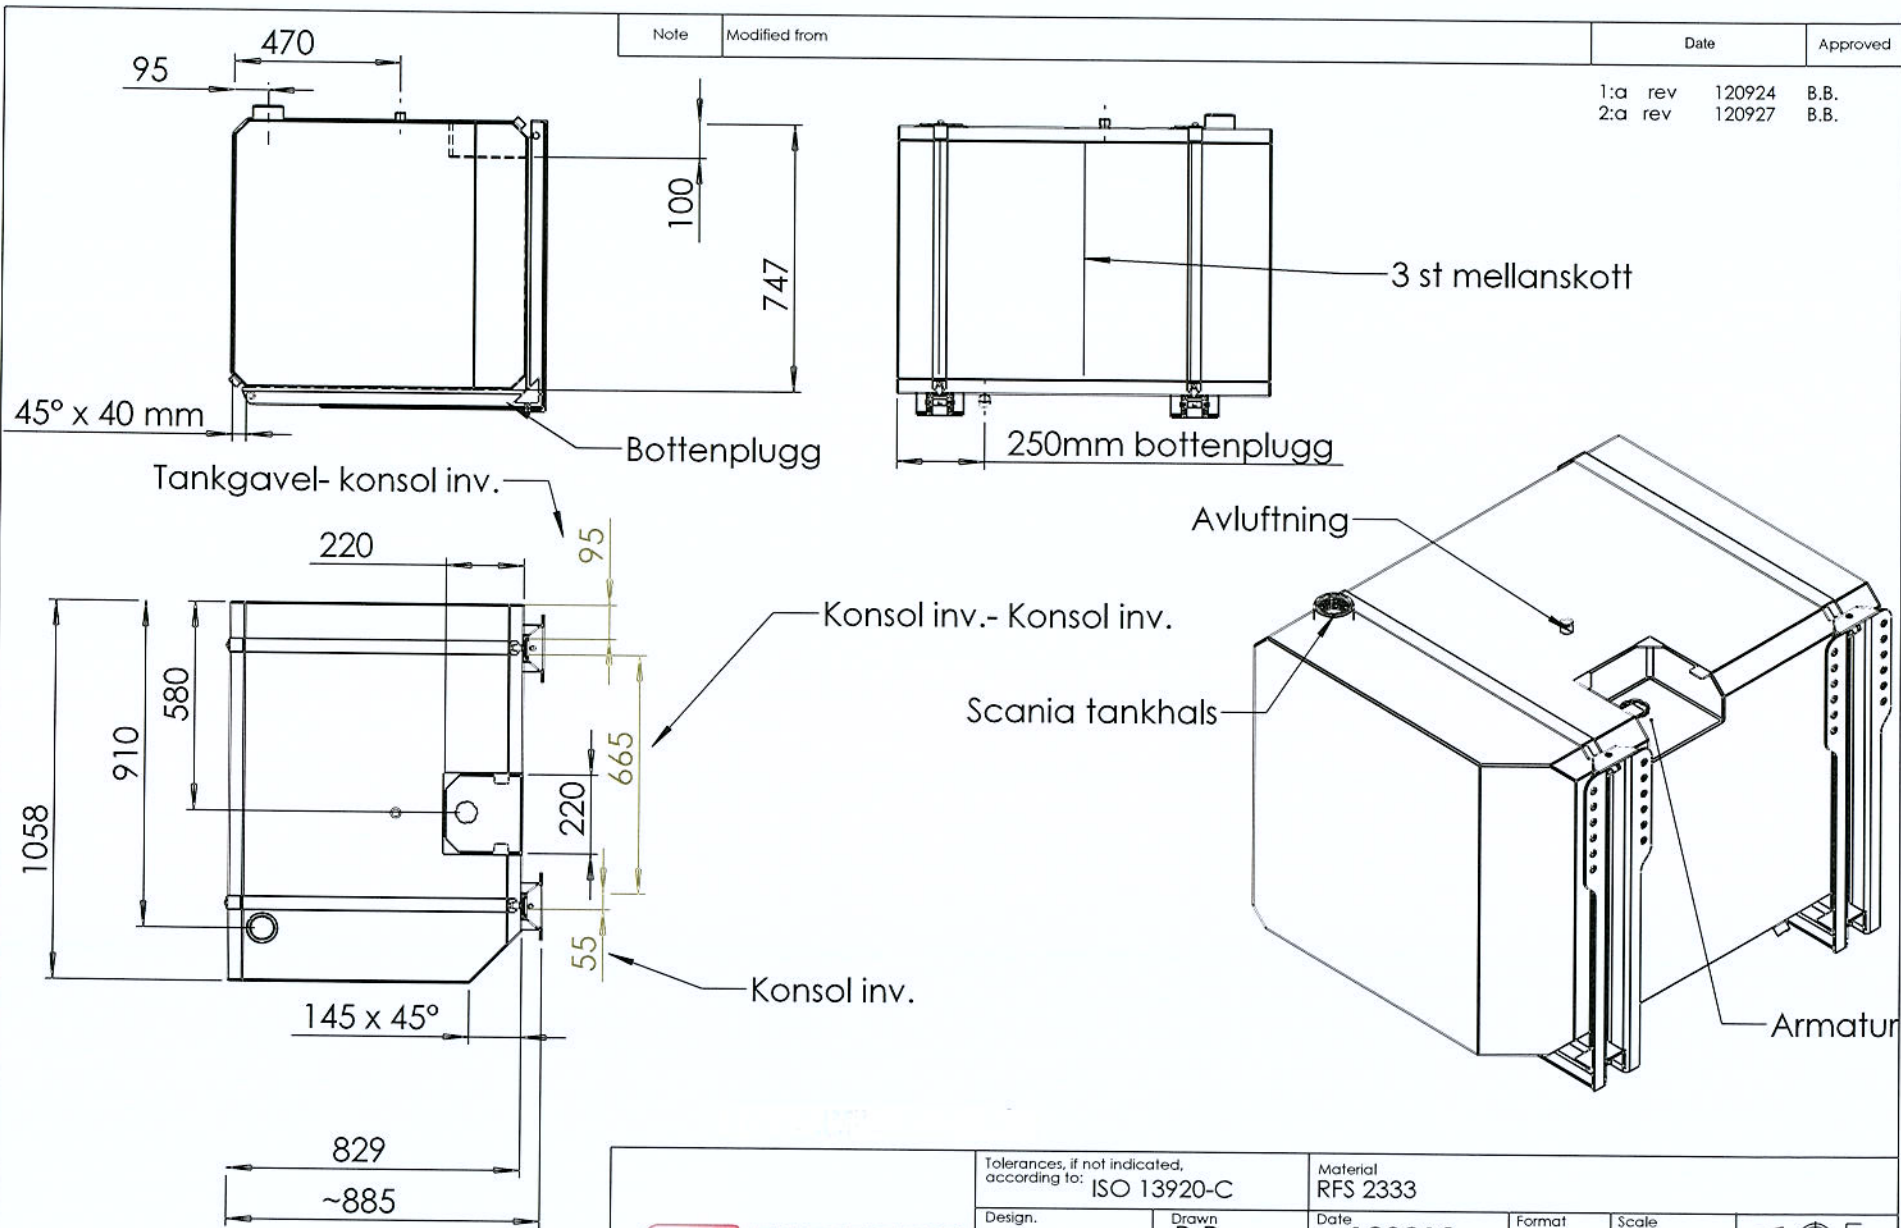 Note Modified from Date Approved
1:a rev 120924 B.B.
2:a rev 120927 B.B.
470
95
100
747
45° x 40 mm
Bottenplugg
3 st mellanskott
250mm bottenplugg
Tankgavel- konsol inv.
220
95
Konsol inv.- Konsol inv.
580
910
1058
665
220
55
Konsol inv.
145 x 45°
829
~885
Avluftning
Scania tankhals
Armatur
Tolerances, if not indicated,
according to: ISO 13920-C
Material
RFS 2333
Design. Drawn Date Format Scale